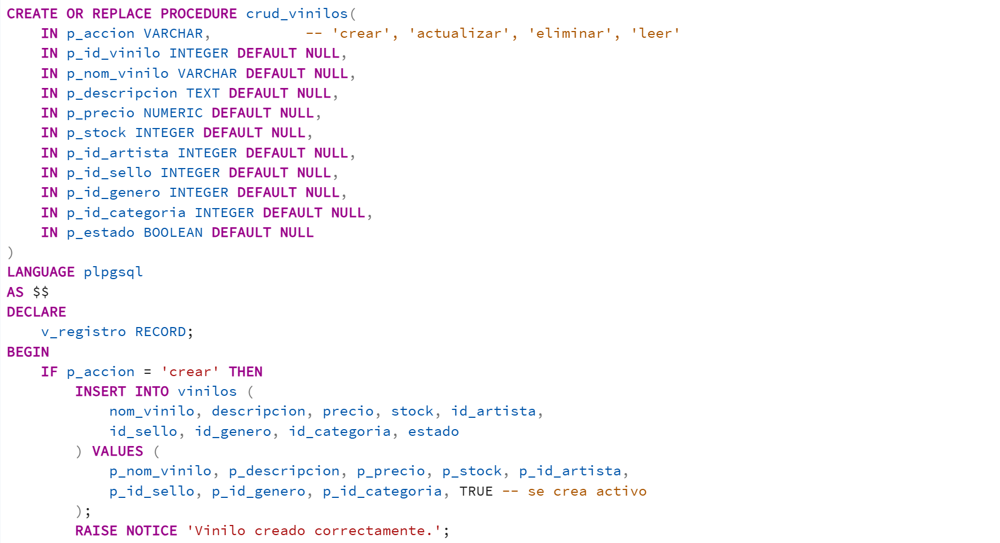 CREATE OR REPLACE PROCEDURE crud_vinilos(
    IN p_accion VARCHAR,           -- 'crear', 'actualizar', 'eliminar', 'leer'
    IN p_id_vinilo INTEGER DEFAULT NULL,
    IN p_nom_vinilo VARCHAR DEFAULT NULL,
    IN p_descripcion TEXT DEFAULT NULL,
    IN p_precio NUMERIC DEFAULT NULL,
    IN p_stock INTEGER DEFAULT NULL,
    IN p_id_artista INTEGER DEFAULT NULL,
    IN p_id_sello INTEGER DEFAULT NULL,
    IN p_id_genero INTEGER DEFAULT NULL,
    IN p_id_categoria INTEGER DEFAULT NULL,
    IN p_estado BOOLEAN DEFAULT NULL
)
LANGUAGE plpgsql
AS $$
DECLARE
    v_registro RECORD;
BEGIN
    IF p_accion = 'crear' THEN
        INSERT INTO vinilos (
            nom_vinilo, descripcion, precio, stock, id_artista,
            id_sello, id_genero, id_categoria, estado
        ) VALUES (
            p_nom_vinilo, p_descripcion, p_precio, p_stock, p_id_artista,
            p_id_sello, p_id_genero, p_id_categoria, TRUE -- se crea activo
        );
        RAISE NOTICE 'Vinilo creado correctamente.';